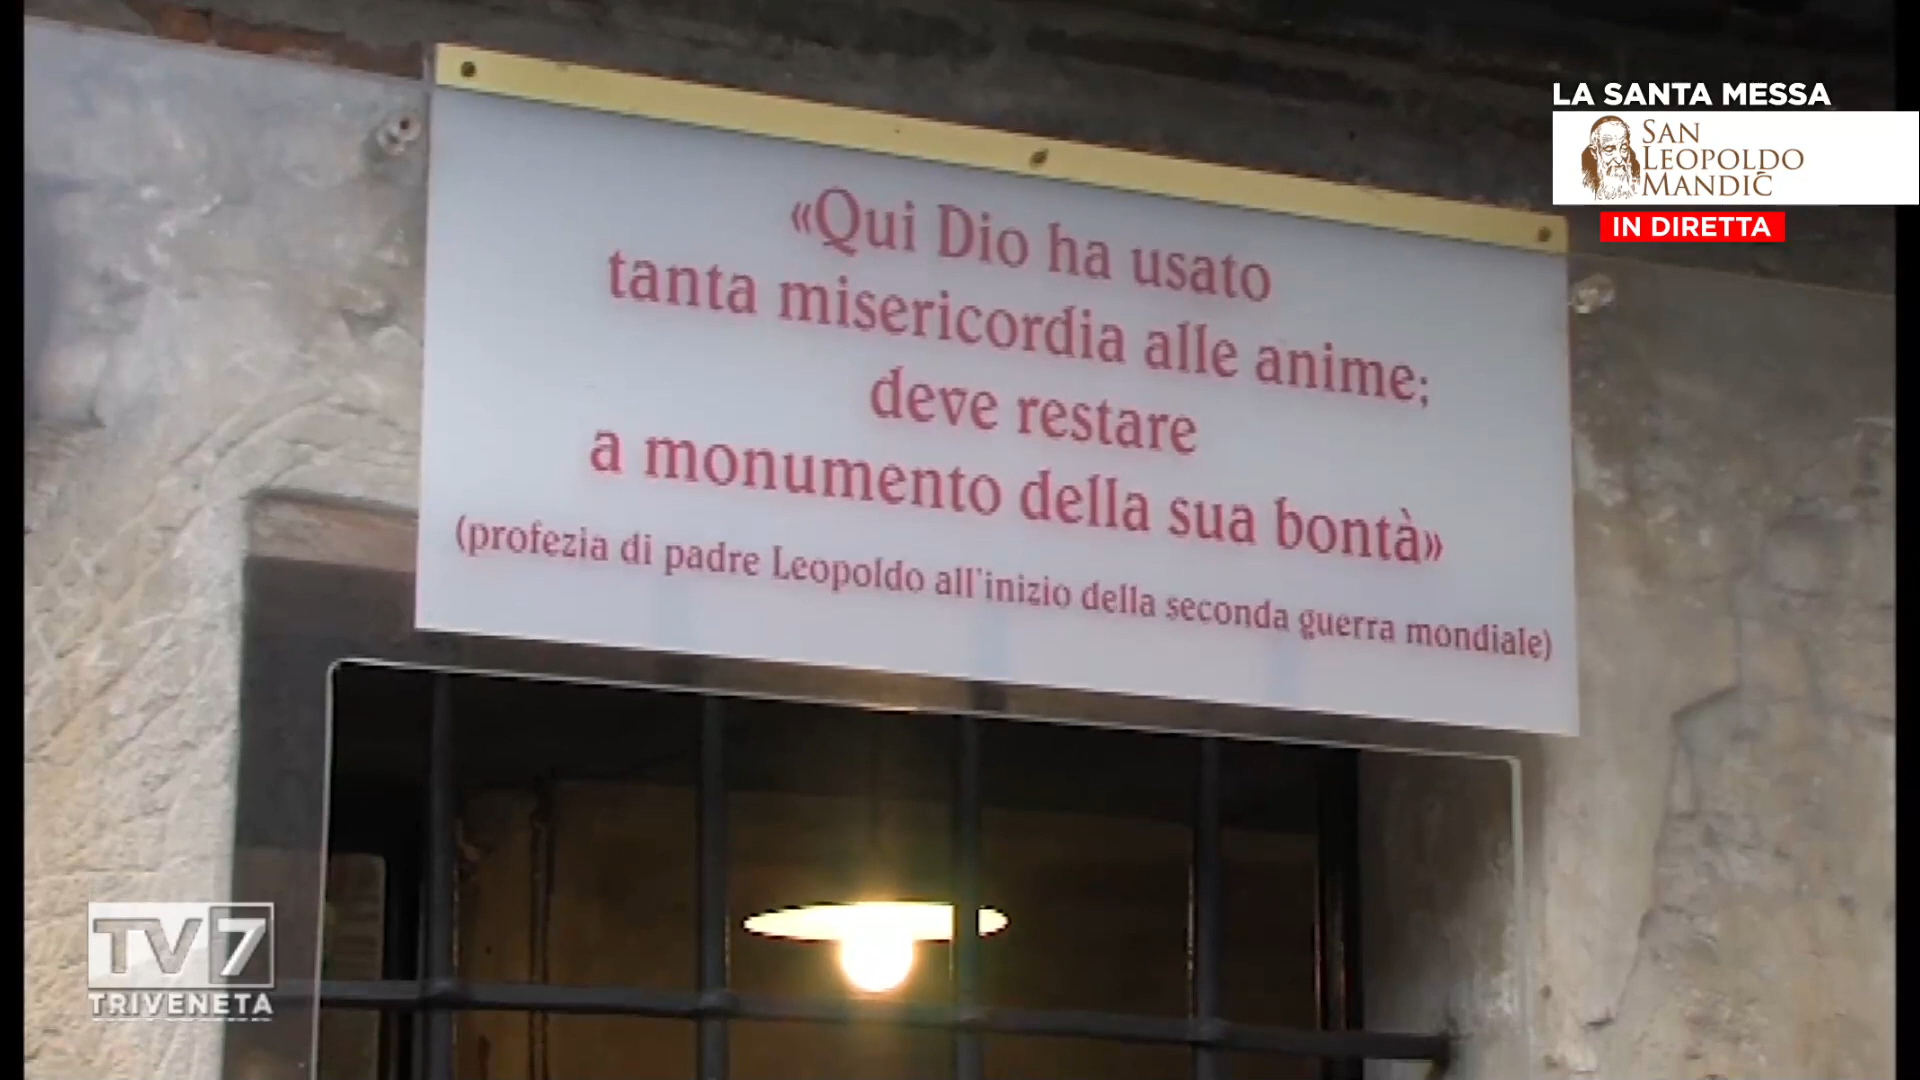 LA SANTA MESSA
SAN
LEOPOLDO
MANDIĆ
IN DIRETTA
«Qui Dio ha usato
tanta misericordia alle anime;
deve restare
a monumento della sua bontà»
(profezia di padre Leopoldo all'inizio della seconda guerra mondiale)
TV7
TRIVENETA